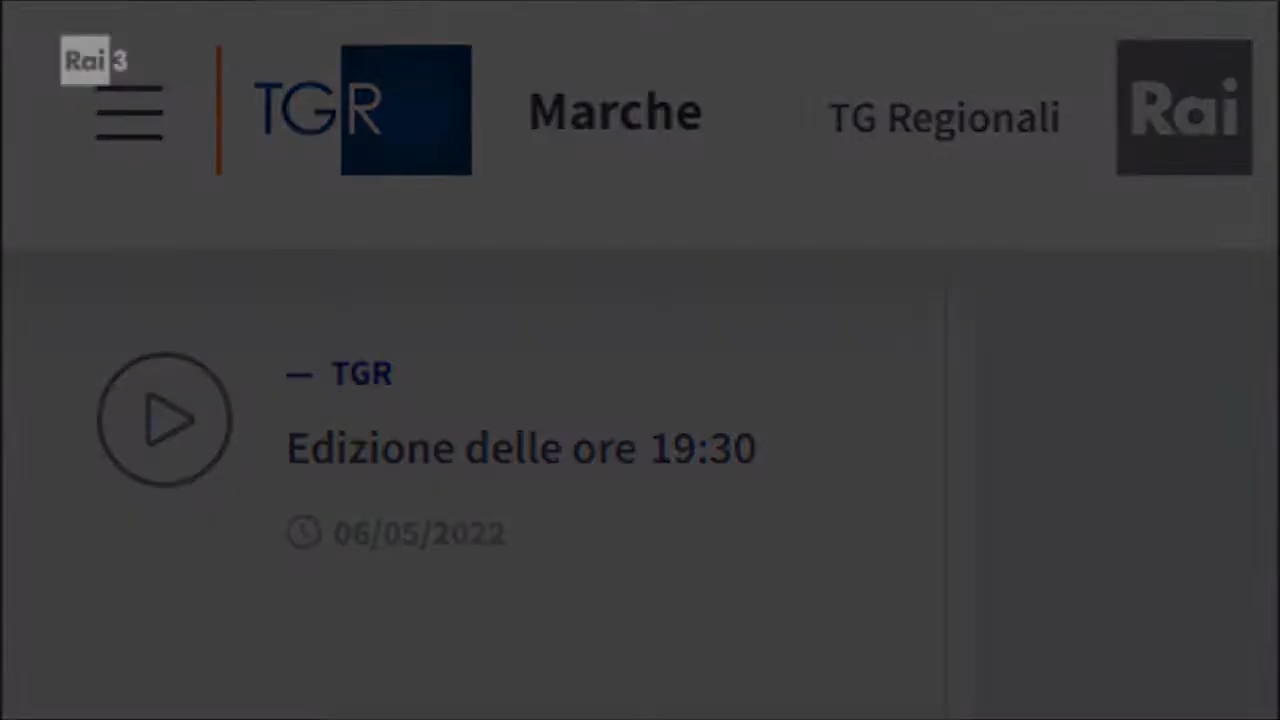 Rai 3
TGR Marche TG Regionali Rai
— TGR
Edizione delle ore 19:30
06/05/2022